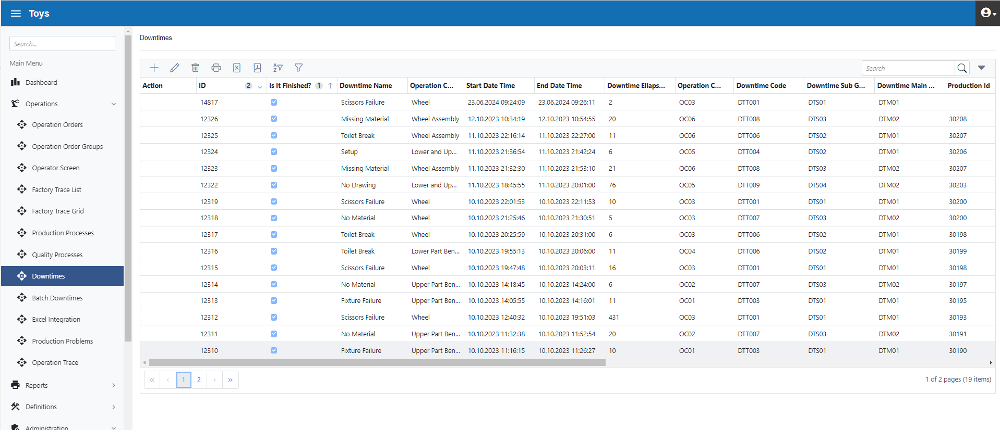 Toys
Search...
Main Menu
Dashboard
Operations
Operation Orders
Operation Order Groups
Operator Screen
Factory Trace List
Factory Trace Grid
Production Processes
Quality Processes
Downtimes
Batch Downtimes
Excel Integration
Production Problems
Operation Trace
Reports
Definitions
Administration
Downtimes
Search
Action ID 2 Is It Finished? 1 Downtime Name Operation C... Start Date Time End Date Time Downtime Ellaps... Operation C... Downtime Code Downtime Sub G... Downtime Main ... Production Id
14817 Scissors Failure Wheel 23.06.2024 09:24:09 23.06.2024 09:26:11 2 OC03 DTT001 DTS01 DTM01
12326 Missing Material Wheel Assembly 12.10.2023 10:34:19 12.10.2023 10:54:55 20 OC06 DTT008 DTS03 DTM02 30208
12325 Toilet Break Wheel Assembly 11.10.2023 22:16:14 11.10.2023 22:27:00 11 OC06 DTT006 DTS02 DTM01 30207
12324 Setup Lower and Up... 11.10.2023 21:36:54 11.10.2023 21:42:24 6 OC05 DTT004 DTS02 DTM01 30206
12323 Missing Material Wheel Assembly 11.10.2023 21:32:30 11.10.2023 21:53:10 21 OC06 DTT008 DTS03 DTM02 30207
12322 No Drawing Lower and Up... 11.10.2023 18:45:55 11.10.2023 20:01:00 76 OC05 DTT009 DTS04 DTM02 30203
12319 Scissors Failure Wheel 10.10.2023 22:01:53 10.10.2023 22:11:53 10 OC03 DTT001 DTS01 DTM01 30200
12318 No Material Wheel 10.10.2023 21:25:46 10.10.2023 21:30:51 5 OC03 DTT007 DTS03 DTM02 30200
12317 Toilet Break Wheel 10.10.2023 20:25:59 10.10.2023 20:31:00 6 OC03 DTT006 DTS02 DTM01 30198
12316 Toilet Break Lower Part Ben... 10.10.2023 19:55:13 10.10.2023 20:06:00 11 OC04 DTT006 DTS02 DTM01 30199
12315 Scissors Failure Wheel 10.10.2023 19:47:48 10.10.2023 20:03:11 16 OC03 DTT001 DTS01 DTM01 30198
12314 No Material Upper Part Ben... 10.10.2023 14:18:45 10.10.2023 14:24:00 6 OC02 DTT007 DTS03 DTM02 30197
12313 Fixture Failure Upper Part Ben... 10.10.2023 14:05:55 10.10.2023 14:16:01 11 OC01 DTT003 DTS01 DTM01 30195
12312 Scissors Failure Wheel 10.10.2023 12:40:32 10.10.2023 19:51:03 431 OC03 DTT001 DTS01 DTM01 30193
12311 No Material Upper Part Ben... 10.10.2023 11:32:38 10.10.2023 11:52:54 20 OC02 DTT007 DTS03 DTM02 30191
12310 Fixture Failure Upper Part Ben... 10.10.2023 11:16:15 10.10.2023 11:26:27 10 OC01 DTT003 DTS01 DTM01 30190
1 2
1 of 2 pages (19 items)